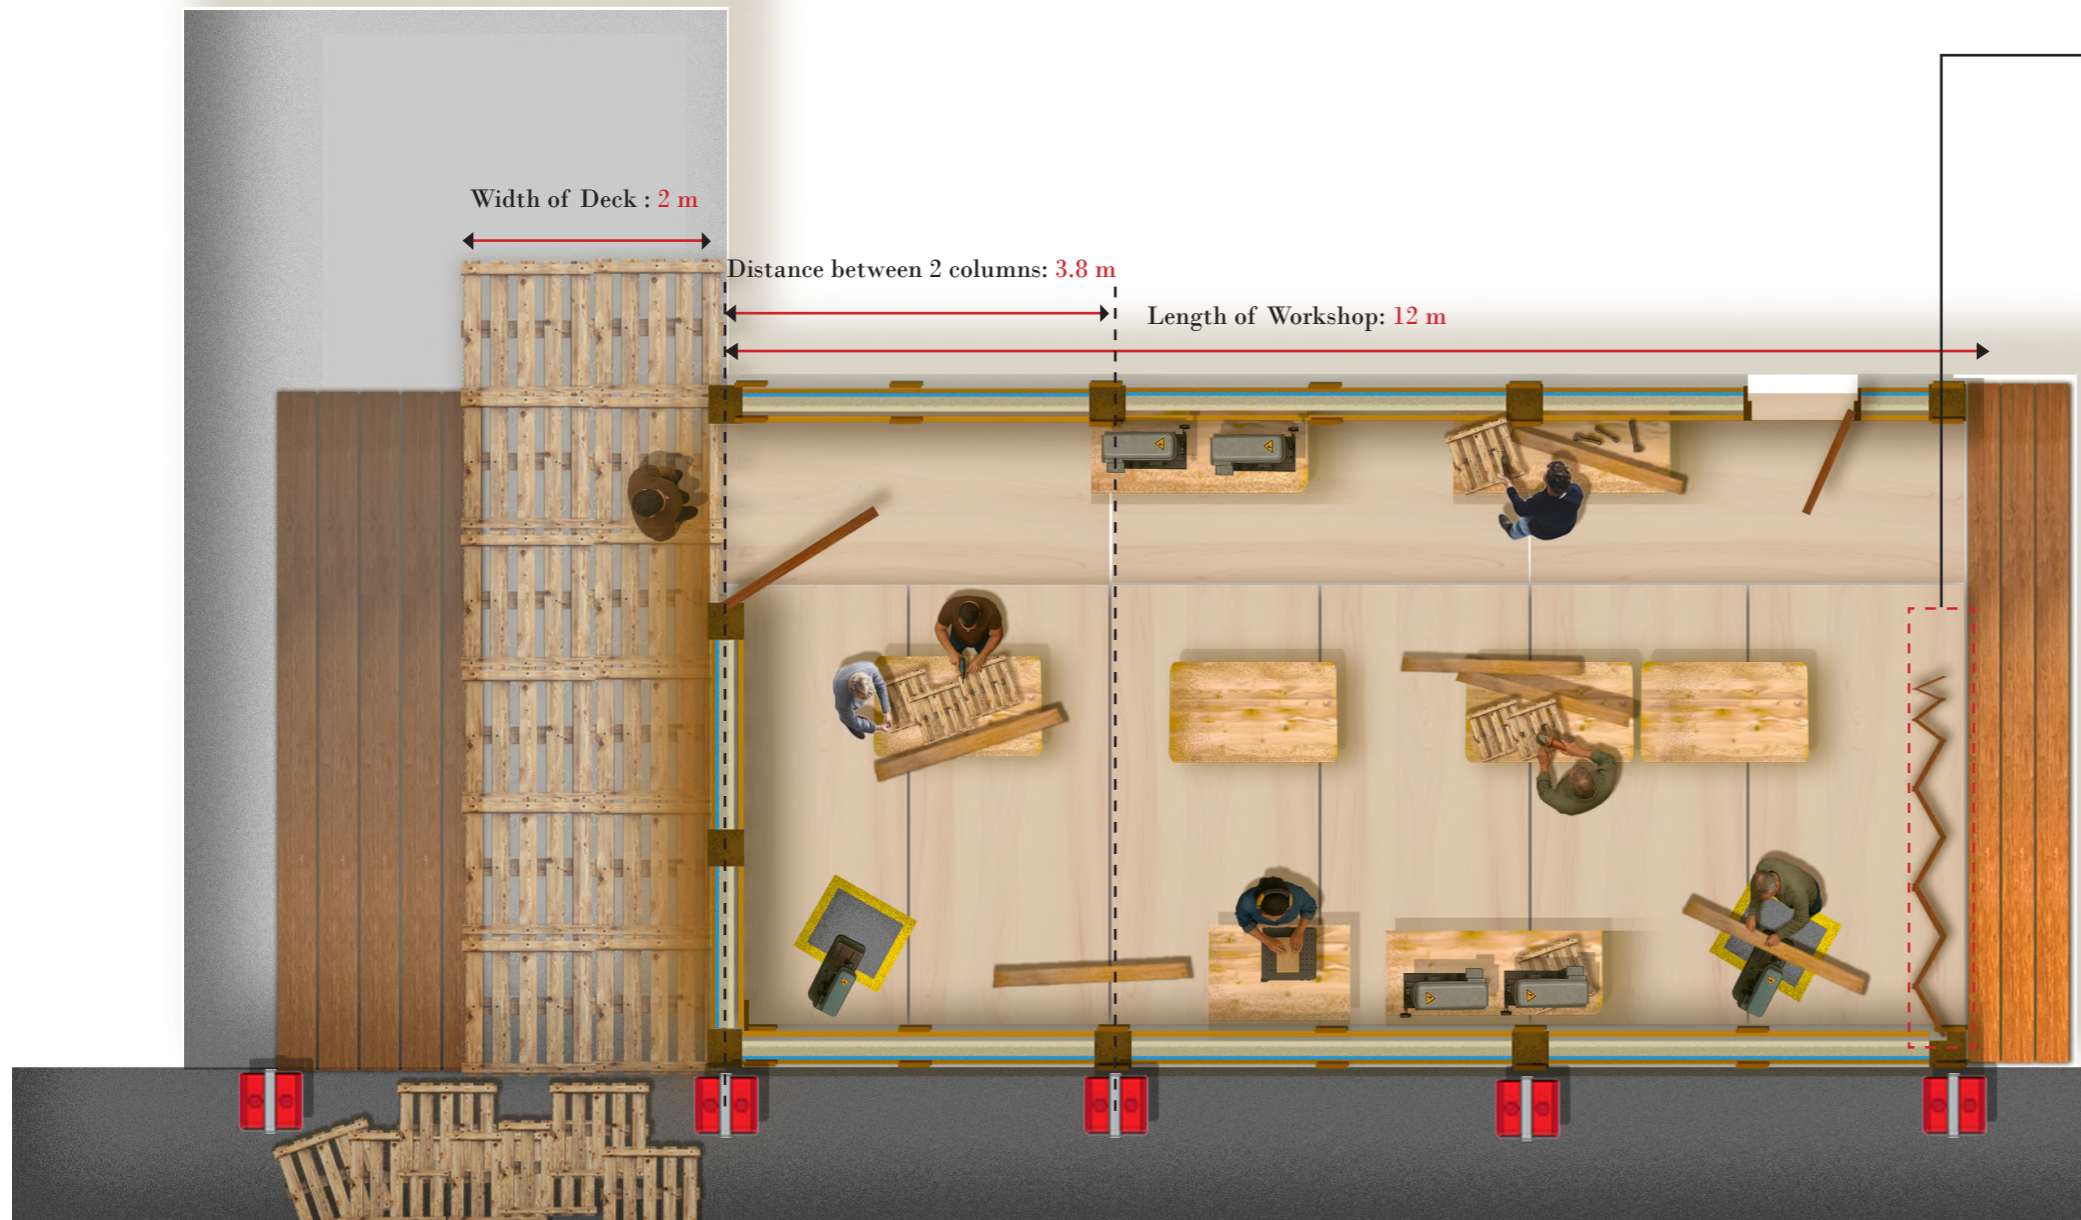 Width of Deck : 2 m
Distance between 2 columns: 3.8 m
Length of Workshop: 12 m